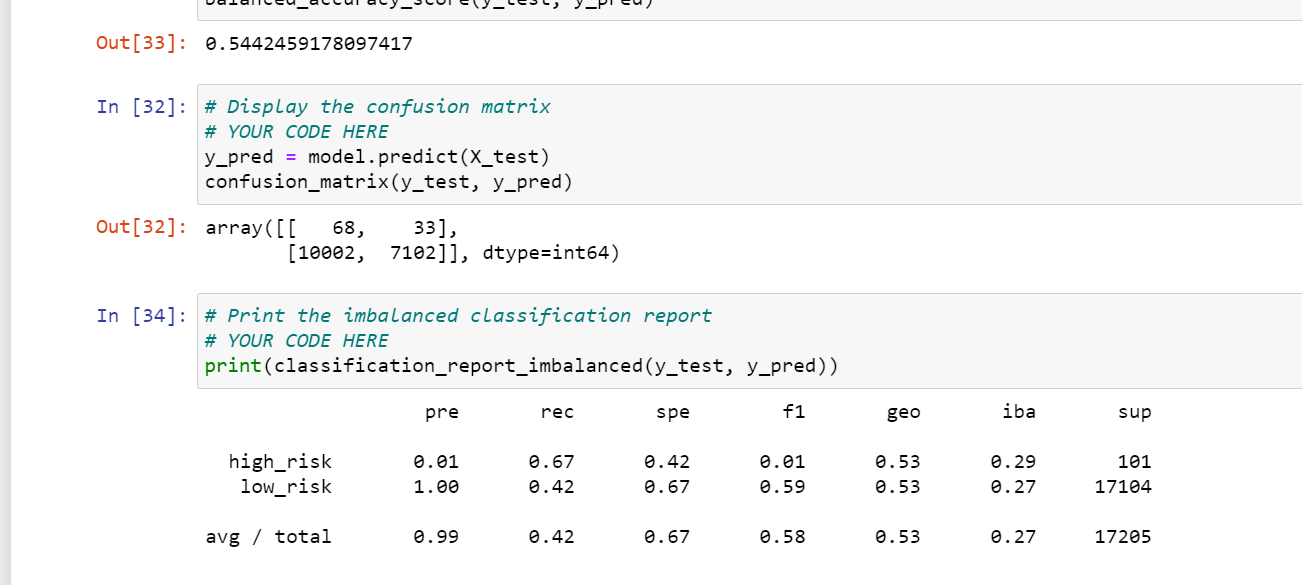 balanced_accuracy_score(y_test, y_pred)
Out[33]: 0.5442459178097417
In [32]: # Display the confusion matrix
# YOUR CODE HERE
y_pred = model.predict(X_test)
confusion_matrix(y_test, y_pred)
Out[32]: array([[   68,    33],
       [10002,  7102]], dtype=int64)
In [34]: # Print the imbalanced classification report
# YOUR CODE HERE
print(classification_report_imbalanced(y_test, y_pred))
pre rec spe f1 geo iba sup
high_risk 0.01 0.67 0.42 0.01 0.53 0.29 101
low_risk 1.00 0.42 0.67 0.59 0.53 0.27 17104
avg / total 0.99 0.42 0.67 0.58 0.53 0.27 17205